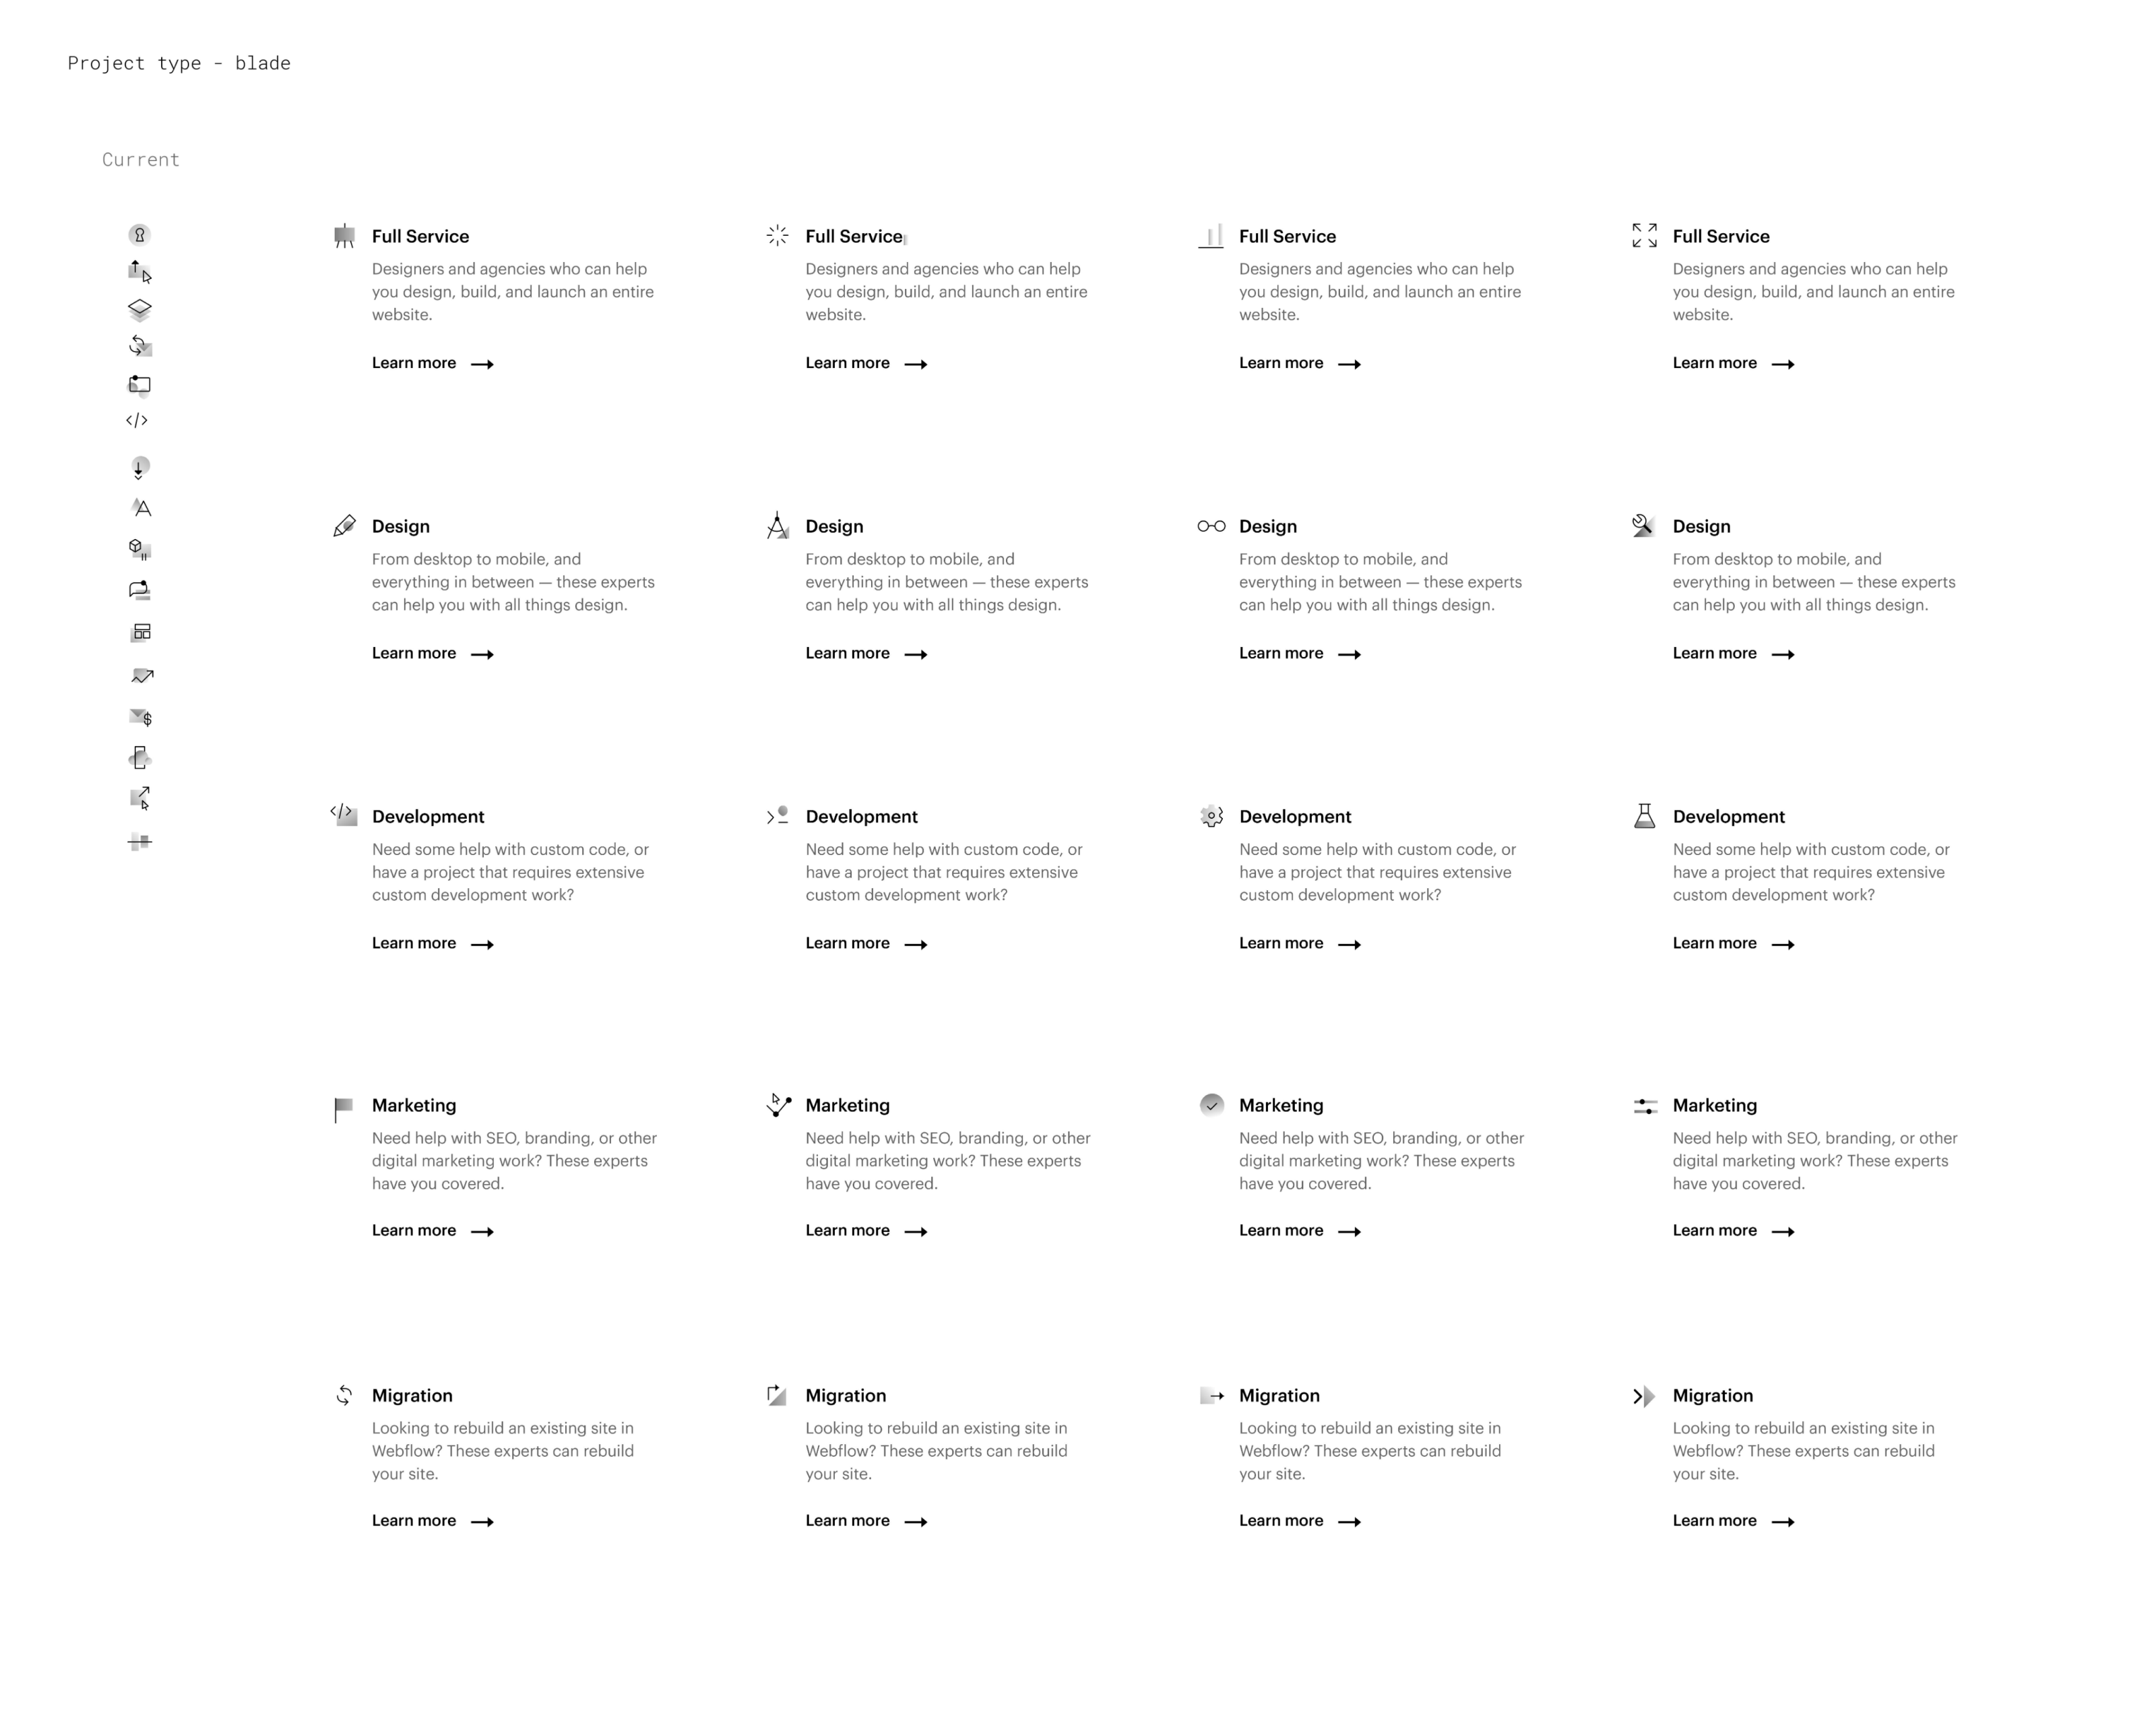 Project type - blade
Current
Full Service
Designers and agencies who can help
you design, build, and launch an entire
website.
Learn more
Full Service
Designers and agencies who can help
you design, build, and launch an entire
website.
Learn more
Full Service
Designers and agencies who can help
you design, build, and launch an entire
website.
Learn more
Full Service
Designers and agencies who can help
you design, build, and launch an entire
website.
Learn more
Design
From desktop to mobile, and
everything in between — these experts
can help you with all things design.
Learn more
Design
From desktop to mobile, and
everything in between — these experts
can help you with all things design.
Learn more
Design
From desktop to mobile, and
everything in between — these experts
can help you with all things design.
Learn more
Design
From desktop to mobile, and
everything in between — these experts
can help you with all things design.
Learn more
Development
Need some help with custom code, or
have a project that requires extensive
custom development work?
Learn more
Development
Need some help with custom code, or
have a project that requires extensive
custom development work?
Learn more
Development
Need some help with custom code, or
have a project that requires extensive
custom development work?
Learn more
Development
Need some help with custom code, or
have a project that requires extensive
custom development work?
Learn more
Marketing
Need help with SEO, branding, or other
digital marketing work? These experts
have you covered.
Learn more
Marketing
Need help with SEO, branding, or other
digital marketing work? These experts
have you covered.
Learn more
Marketing
Need help with SEO, branding, or other
digital marketing work? These experts
have you covered.
Learn more
Marketing
Need help with SEO, branding, or other
digital marketing work? These experts
have you covered.
Learn more
Migration
Looking to rebuild an existing site in
Webflow? These experts can rebuild
your site.
Learn more
Migration
Looking to rebuild an existing site in
Webflow? These experts can rebuild
your site.
Learn more
Migration
Looking to rebuild an existing site in
Webflow? These experts can rebuild
your site.
Learn more
Migration
Looking to rebuild an existing site in
Webflow? These experts can rebuild
your site.
Learn more